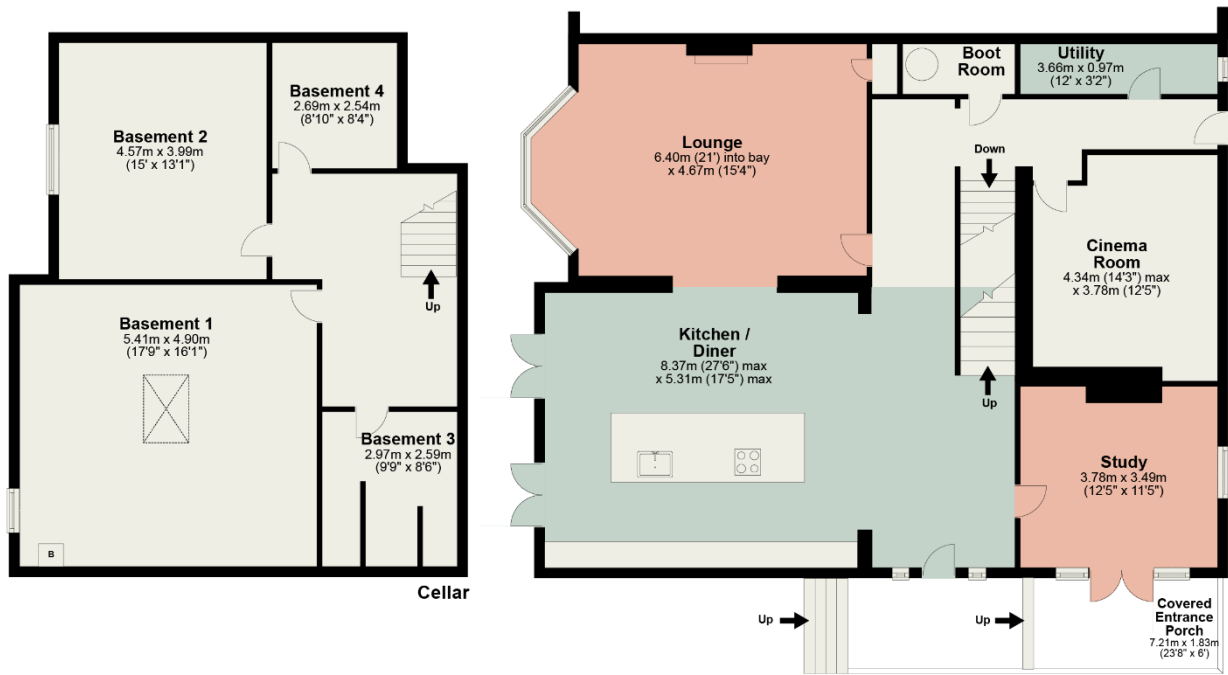 Basement 2
4.57m x 3.99m
(15' x 13'1")
Basement 4
2.69m x 2.54m
(8'10" x 8'4")
Up
Basement 1
5.41m x 4.90m
(17'9" x 16'1")
Basement 3
2.97m x 2.59m
(9'9" x 8'6")
B
Cellar
Lounge
6.40m (21') into bay
x 4.67m (15'4")
Boot
Room
Utility
3.66m x 0.97m
(12' x 3'2")
Down
Cinema
Room
4.34m (14'3") max
x 3.78m (12'5")
Kitchen /
Diner
8.37m (27'6") max
x 5.31m (17'5") max
Up
Study
3.78m x 3.49m
(12'5" x 11'5")
Up
Up
Covered
Entrance
Porch
7.21m x 1.83m
(23'8" x 6')